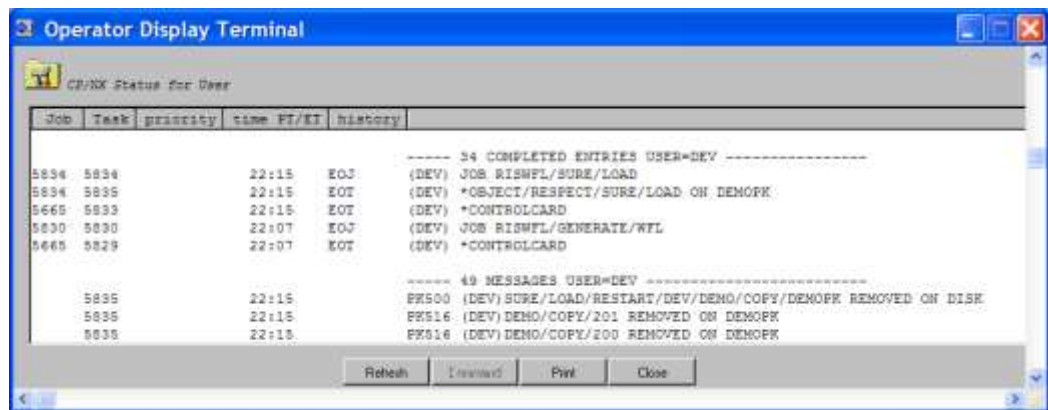 Operator Display Terminal
CP/NX Status for User
Job Task priority time PT/ET history
----- 34 COMPLETED ENTRIES USER=DEV ----------------
5834 5834 22:15 EOJ (DEV) JOB RISWFL/SURE/LOAD
5834 5835 22:15 EOT (DEV) *OBJECT/RESPECT/SURE/LOAD ON DEMOPK
5665 5833 22:15 EOT (DEV) *CONTROLCARD
5830 5830 22:07 EOJ (DEV) JOB RISWFL/GENERATE/WFL
5665 5829 22:07 EOT (DEV) *CONTROLCARD
----- 49 MESSAGES USER=DEV -------------------------
5835 22:15 PK500 (DEV)SURE/LOAD/RESTART/DEV/DEMO/COPY/DEMOPK REMOVED ON DISK
5835 22:15 PK516 (DEV)DEMO/COPY/201 REMOVED ON DEMOPK
5835 22:15 PK516 (DEV)DEMO/COPY/200 REMOVED ON DEMOPK
Refresh Print Close